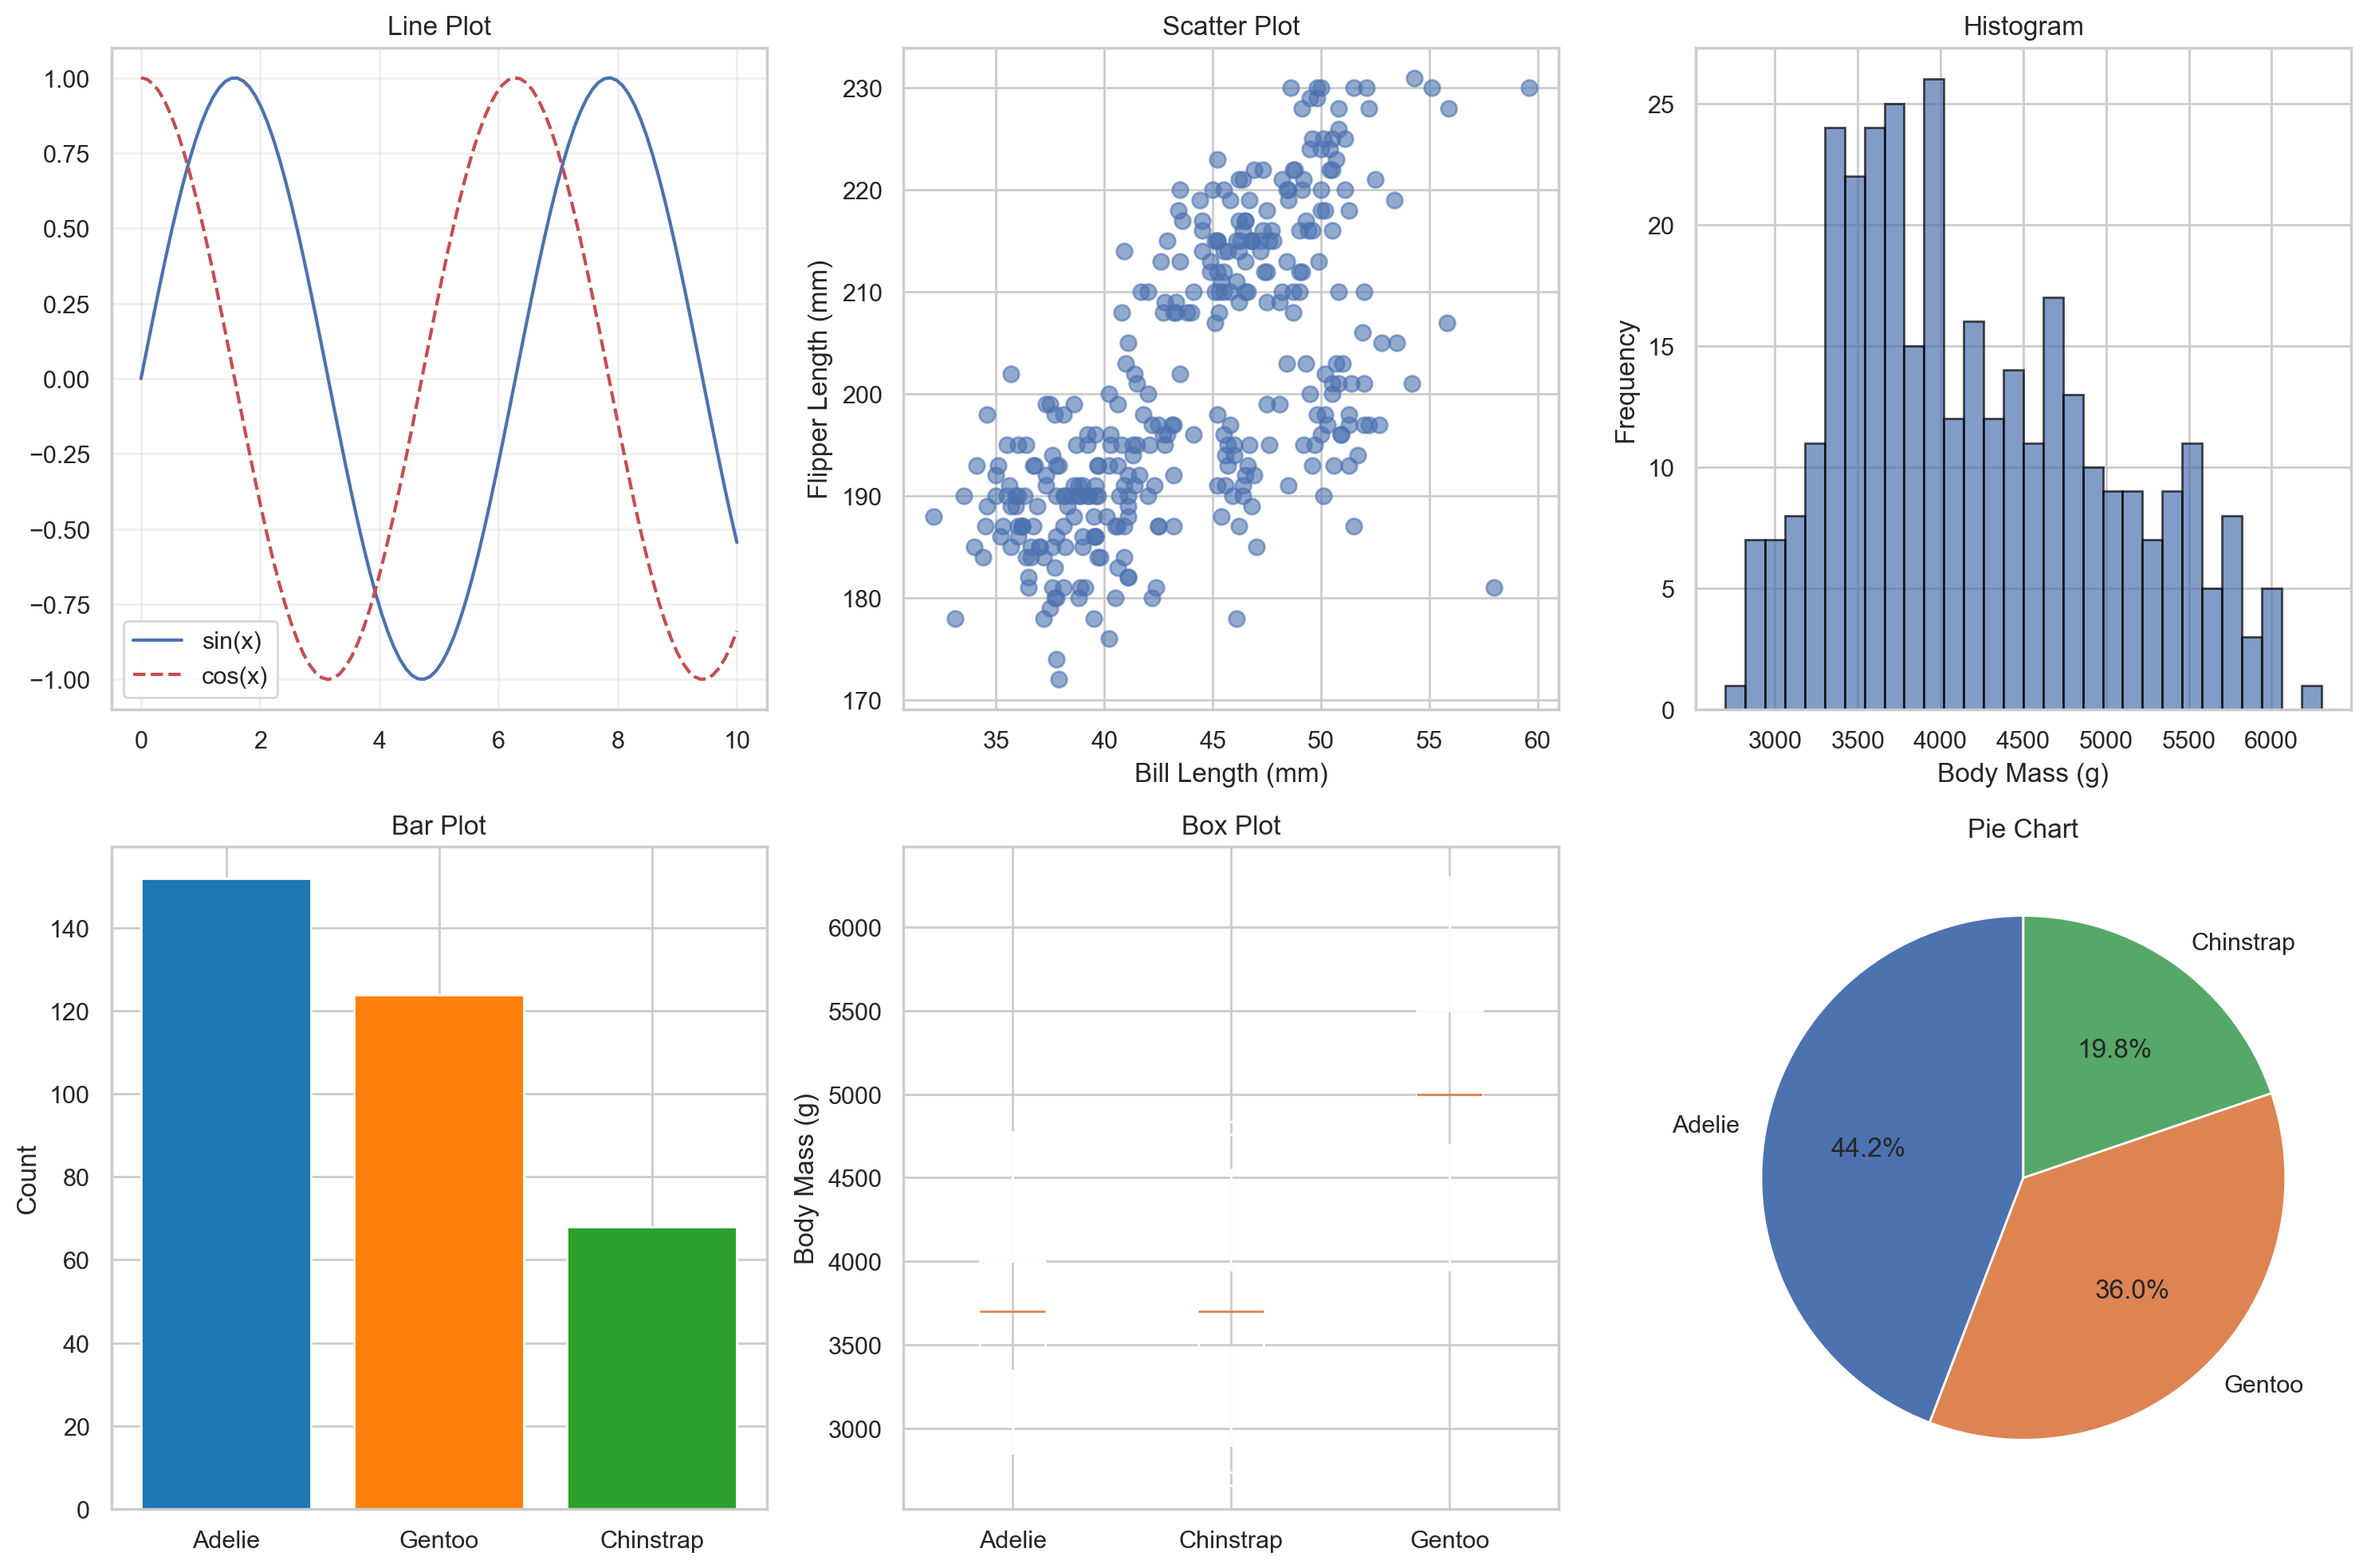 Line Plot
1.00
0.75
0.50
0.25
0.00
−0.25
−0.50
−0.75
−1.00
sin(x)
cos(x)
0 2 4 6 8 10
Scatter Plot
Flipper Length (mm)
230
220
210
200
190
180
170
35 40 45 50 55 60
Bill Length (mm)
Histogram
Frequency
25
20
15
10
5
0
3000 3500 4000 4500 5000 5500 6000
Body Mass (g)
Bar Plot
Count
140
120
100
80
60
40
20
0
Adelie Gentoo Chinstrap
Box Plot
Body Mass (g)
6000
5500
5000
4500
4000
3500
3000
Adelie Chinstrap Gentoo
Pie Chart
Chinstrap
19.8%
Adelie
44.2%
36.0%
Gentoo